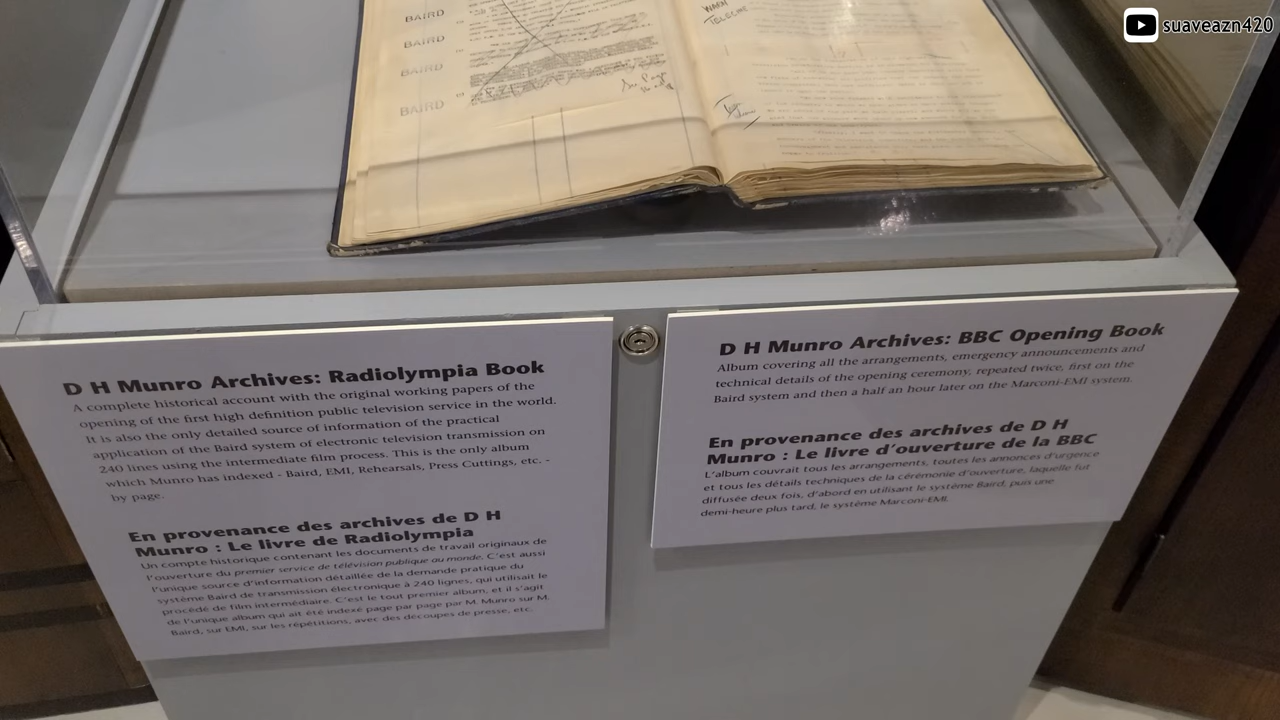 suaveazn420
BAIRD
BAIRD
BAIRD
BAIRD
WARN
TELECINE
D H Munro Archives: Radiolympia Book
A complete historical account with the original working papers of the
opening of the first high definition public television service in the world.
It is also the only detailed source of information of the practical
application of the Baird system of electronic television transmission on
240 lines using the intermediate film process. This is the only album
which Munro has indexed - Baird, EMI, Rehearsals, Press Cuttings, etc. -
by page.
En provenance des archives de D H
Munro : Le livre de Radiolympia
Un compte historique contenant les documents de travail originaux de
l'ouverture du premier service de télévision publique au monde. C'est aussi
l'unique source d'information détaillée de la demande pratique du
système Baird de transmission électronique à 240 lignes, qui utilisait le
procédé de film intermédiaire. C'est le tout premier album, et il s'agit
de l'unique album qui ait été indexé page par page par M. Munro sur M.
Baird, sur EMI, sur les répétitions, avec des découpes de presse, etc.
D H Munro Archives: BBC Opening Book
Album covering all the arrangements, emergency announcements and
technical details of the opening ceremony, repeated twice, first on the
Baird system and then a half an hour later on the Marconi-EMI system.
En provenance des archives de D H
Munro : Le livre d'ouverture de la BBC
L'album couvrait tous les arrangements, toutes les annonces d'urgence
et tous les détails techniques de la cérémonie d'ouverture, laquelle fut
diffusée deux fois, d'abord en utilisant le système Baird, puis une
demi-heure plus tard, le système Marconi-EMI.